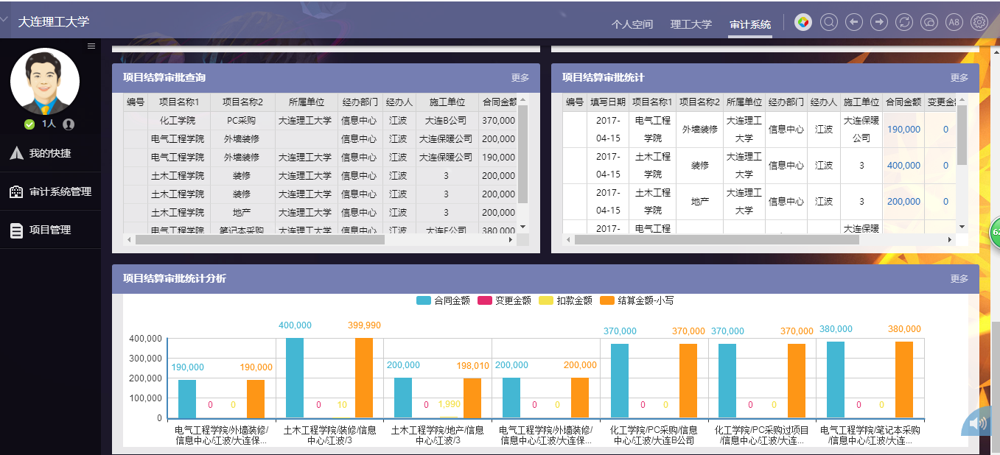 大连理工大学
个人空间 理工大学 审计系统
A8
1人
我的快捷
审计系统管理
项目管理
项目结算审批查询 更多
编号 项目名称1 项目名称2 所属单位 经办部门 经办人 施工单位 合同金额
化工学院 PC采购 大连理工大学 信息中心 江波 大连B公司 370,000
电气工程学院 外墙装修 信息中心 江波 大连保暖公司 200,000
电气工程学院 外墙装修 大连理工大学 信息中心 江波 大连保暖公司 190,000
土木工程学院 装修 大连理工大学 信息中心 江波 3 200,000
土木工程学院 装修 大连理工大学 信息中心 江波 3 200,000
土木工程学院 地产 大连理工大学 信息中心 江波 3 200,000
电气工程学院 笔记本采购 大连理工大学 信息中心 江波 大连F公司 380,000
项目结算审批统计 更多
编号 填写日期 项目名称1 项目名称2 所属单位 经办部门 经办人 施工单位 合同金额 变更金
2017- 电气工程 大连理工 大连保暖
外墙装修 信息中心 江波 190,000 0
04-15 学院 大学 公司
2017- 土木工程 大连理工
装修 信息中心 江波 3 400,000 0
04-15 学院 大学
2017- 土木工程 大连理工
地产 信息中心 江波 3 200,000 0
04-15 学院 大学
2017- 电气工程 大连保暖
62
项目结算审批统计分析 更多
合同金额 变更金额 扣款金额 结算金额-小写
400,000
300,000
200,000
100,000
0
190,000 0 0 190,000
400,000 0 10 399,990
200,000 0 1,990 198,010
200,000 0 0 200,000
370,000 0 0 370,000
370,000 0 0 370,000
380,000 0 0 380,000
电气工程学院/外墙装修/
信息中心/江波/大连保...
土木工程学院/装修/信息
中心/江波/3
土木工程学院/地产/信息
中心/江波/3
电气工程学院/外墙装修/
信息中心/江波/大连保...
化工学院/PC采购/信息
中心/江波/大连B公司
化工学院/PC采购过项目
/信息中心/江波/大连...
电气工程学院/笔记本采购
/信息中心/江波/大连...